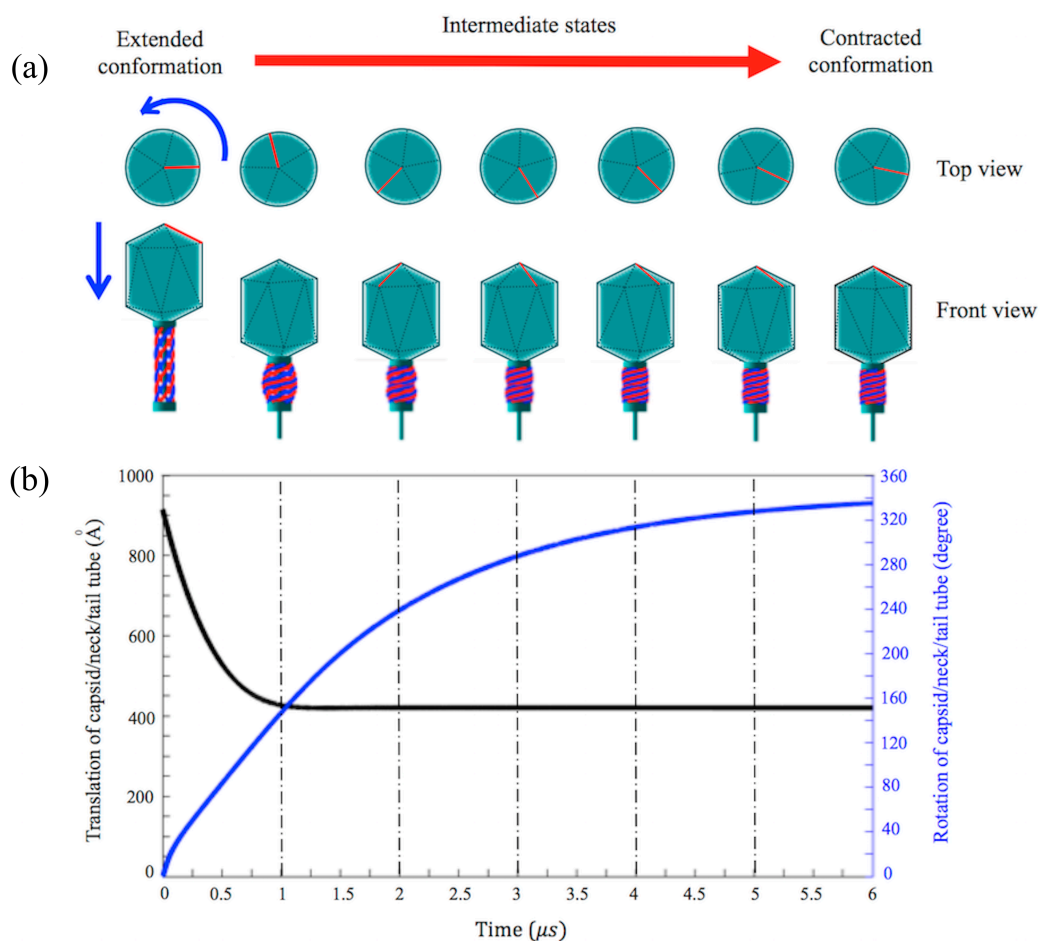 (a)
Extended
conformation
Intermediate states
Contracted
conformation
Top view
Front view
(b)
Translation of capsid/neck/tail tube (Å)
1000
800
600
400
200
0
Rotation of capsid/neck/tail tube (degree)
360
320
280
240
200
160
120
80
40
0
0 0.5 1 1.5 2 2.5 3 3.5 4 4.5 5 5.5 6
Time (μs)